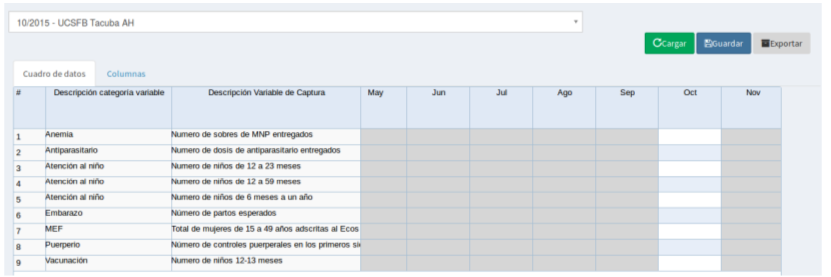 10/2015 - UCSFB Tacuba AH
Cargar Guardar Exportar
Cuadro de datos Columnas
# Descripción categoría variable Descripción Variable de Captura May Jun Jul Ago Sep Oct Nov
1 Anemia Numero de sobres de MNP entregados
2 Antiparasitario Numero de dosis de antiparasitario entregados
3 Atención al niño Numero de niños de 12 a 23 meses
4 Atención al niño Numero de niños de 12 a 59 meses
5 Atención al niño Numero de niños de 6 meses a un año
6 Embarazo Número de partos esperados
7 MEF Total de mujeres de 15 a 49 años adscritas al Ecos
8 Puerperio Número de controles puerperales en los primeros si
9 Vacunación Numero de niños 12-13 meses